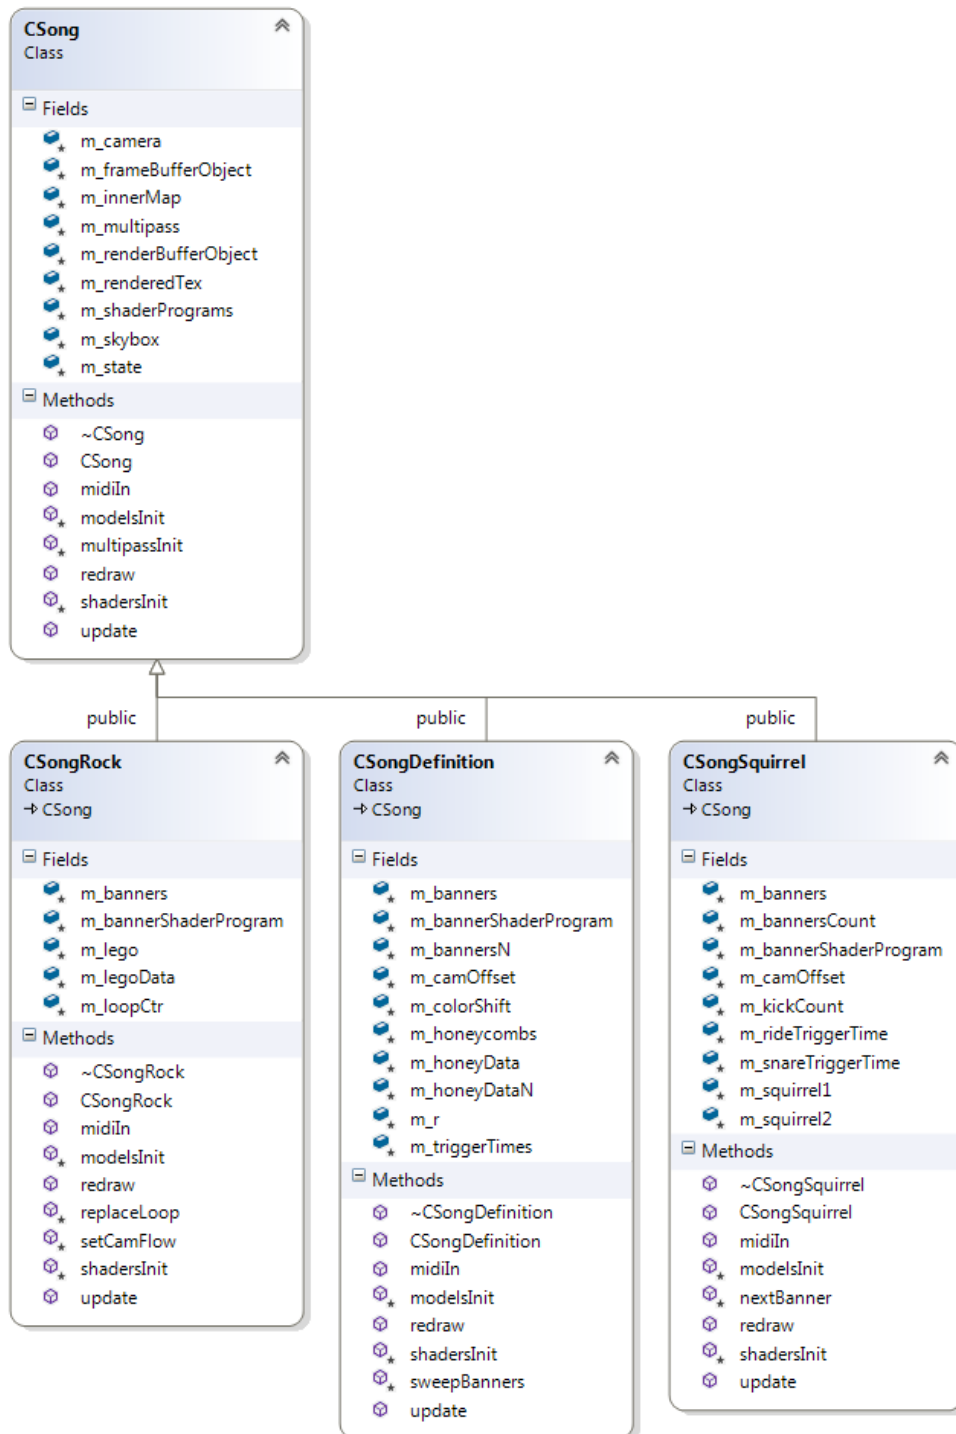 CSong
Class
Fields
m_camera
m_frameBufferObject
m_innerMap
m_multipass
m_renderBufferObject
m_renderedTex
m_shaderPrograms
m_skybox
m_state
Methods
~CSong
CSong
midiIn
modelsInit
multipassInit
redraw
shadersInit
update
public
public
public
CSongRock
Class
CSong
Fields
m_banners
m_bannerShaderProgram
m_lego
m_legoData
m_loopCtr
Methods
~CSongRock
CSongRock
midiIn
modelsInit
redraw
replaceLoop
setCamFlow
shadersInit
update
CSongDefinition
Class
CSong
Fields
m_banners
m_bannerShaderProgram
m_bannersN
m_camOffset
m_colorShift
m_honeycombs
m_honeyData
m_honeyDataN
m_r
m_triggerTimes
Methods
~CSongDefinition
CSongDefinition
midiIn
modelsInit
redraw
shadersInit
sweepBanners
update
CSongSquirrel
Class
CSong
Fields
m_banners
m_bannersCount
m_bannerShaderProgram
m_camOffset
m_kickCount
m_rideTriggerTime
m_snareTriggerTime
m_squirrel1
m_squirrel2
Methods
~CSongSquirrel
CSongSquirrel
midiIn
modelsInit
nextBanner
redraw
shadersInit
update